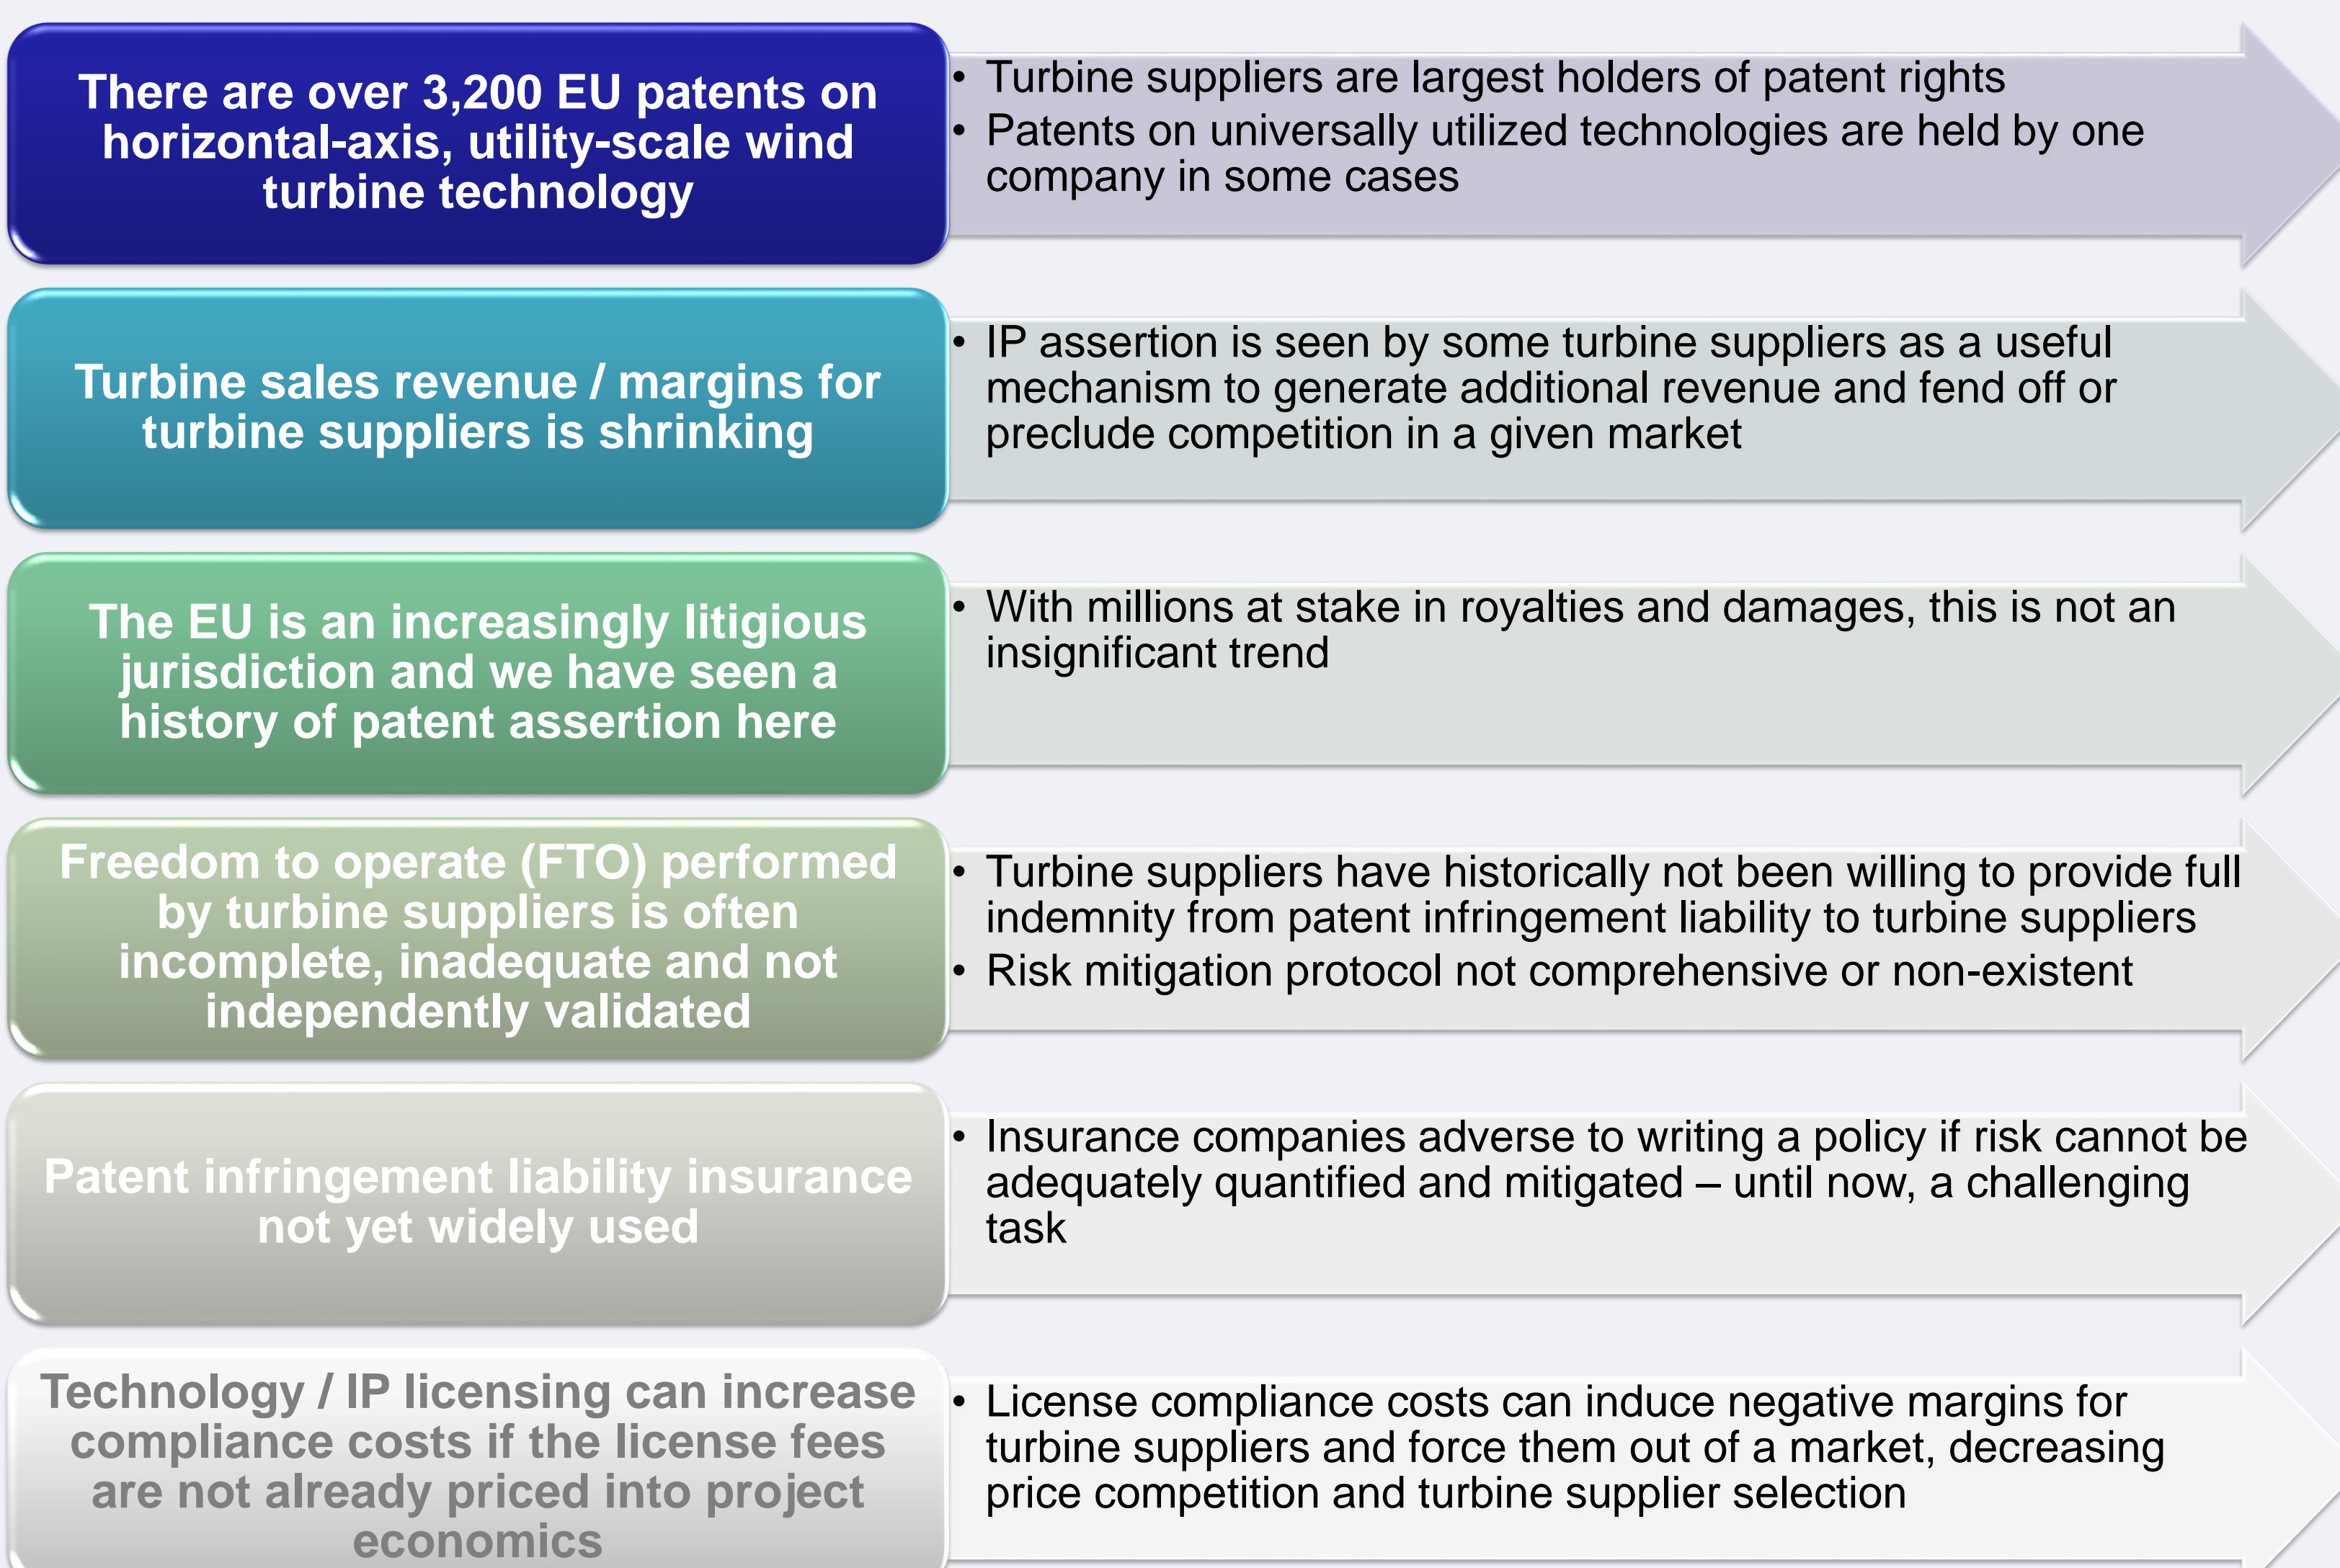 There are over 3,200 EU patents on
horizontal-axis, utility-scale wind
turbine technology
• Turbine suppliers are largest holders of patent rights
• Patents on universally utilized technologies are held by one
company in some cases
Turbine sales revenue / margins for
turbine suppliers is shrinking
• IP assertion is seen by some turbine suppliers as a useful
mechanism to generate additional revenue and fend off or
preclude competition in a given market
The EU is an increasingly litigious
jurisdiction and we have seen a
history of patent assertion here
• With millions at stake in royalties and damages, this is not an
insignificant trend
Freedom to operate (FTO) performed
by turbine suppliers is often
incomplete, inadequate and not
independently validated
• Turbine suppliers have historically not been willing to provide full
indemnity from patent infringement liability to turbine suppliers
• Risk mitigation protocol not comprehensive or non-existent
Patent infringement liability insurance
not yet widely used
• Insurance companies adverse to writing a policy if risk cannot be
adequately quantified and mitigated – until now, a challenging
task
Technology / IP licensing can increase
compliance costs if the license fees
are not already priced into project
economics
• License compliance costs can induce negative margins for
turbine suppliers and force them out of a market, decreasing
price competition and turbine supplier selection